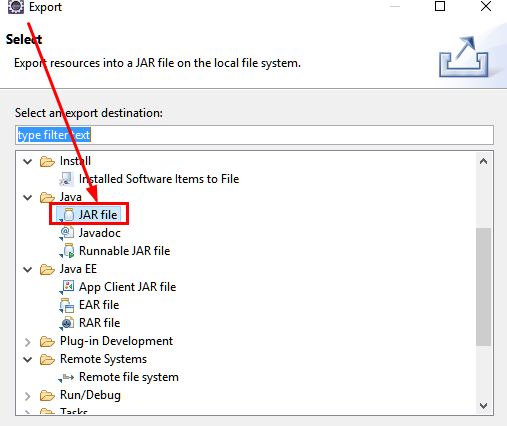 Export
Select
Export resources into a JAR file on the local file system.
Select an export destination:
type filter text
Install
Installed Software Items to File
Java
JAR file
Javadoc
Runnable JAR file
Java EE
App Client JAR file
EAR file
RAR file
Plug-in Development
Remote Systems
Remote file system
Run/Debug
Tasks